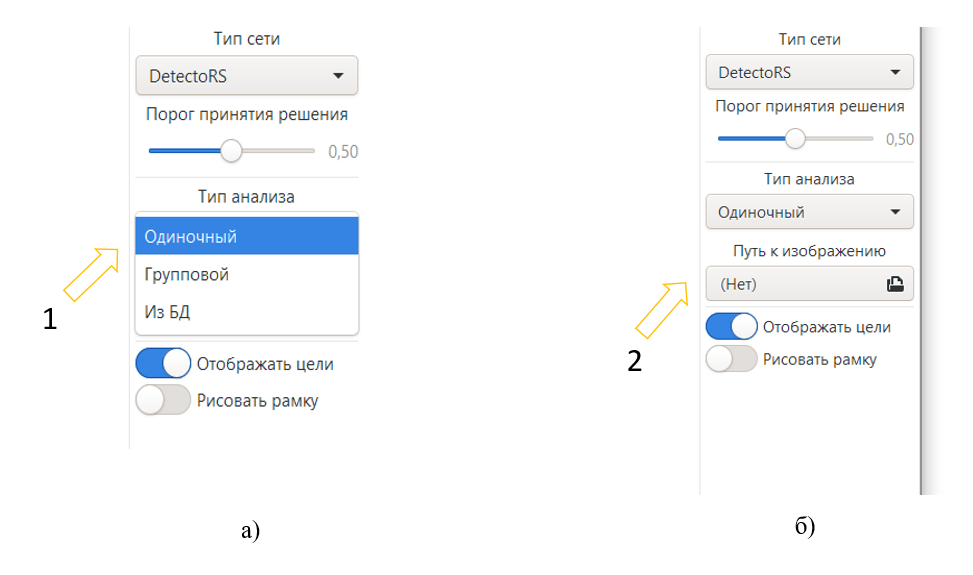 Тип сети
DetectoRS
Порог принятия решения
0,50
Тип анализа
Одиночный
Групповой
Из БД
Отображать цели
Рисовать рамку
1
а)
Тип сети
DetectoRS
Порог принятия решения
0,50
Тип анализа
Одиночный
Путь к изображению
(Нет)
Отображать цели
Рисовать рамку
2
б)